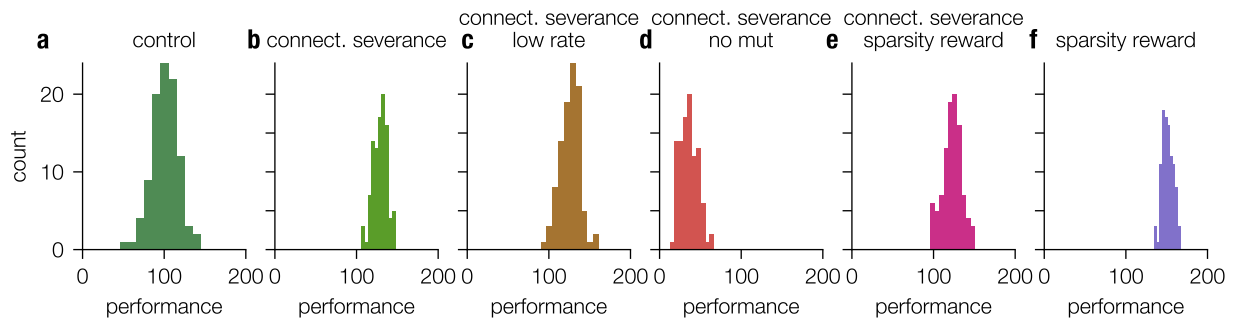 a control
b connect. severance
c connect. severance
low rate
d connect. severance
no mut
e connect. severance
sparsity reward
f sparsity reward
count
20
10
0
0 100 200
0 100 200
0 100 200
0 100 200
0 100 200
0 100 200
performance
performance
performance
performance
performance
performance